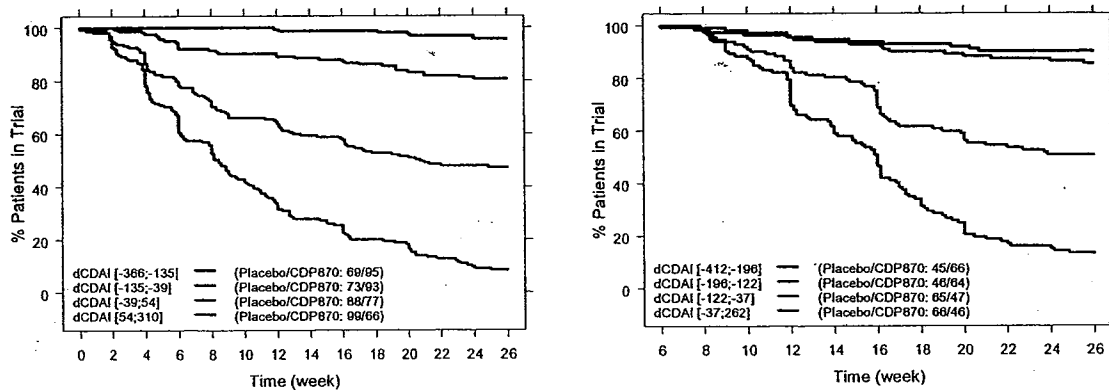 % Patients in Trial
100
80
60
40
20
0
dCDAI [-366;-135] (Placebo/CDP870: 69/95)
dCDAI [-135;-39] (Placebo/CDP870: 73/93)
dCDAI [-39;54] (Placebo/CDP870: 88/77)
dCDAI [54;310] (Placebo/CDP870: 99/66)
0 2 4 6 8 10 12 14 16 18 20 22 24 26
Time (week)
% Patients in Trial
100
80
60
40
20
0
dCDAI [-412;-196] (Placebo/CDP870: 45/66)
dCDAI [-196;-122] (Placebo/CDP870: 46/64)
dCDAI [-122;-37] (Placebo/CDP870: 65/47)
dCDAI [-37;262] (Placebo/CDP870: 66/46)
6 8 10 12 14 16 18 20 22 24 26
Time (week)